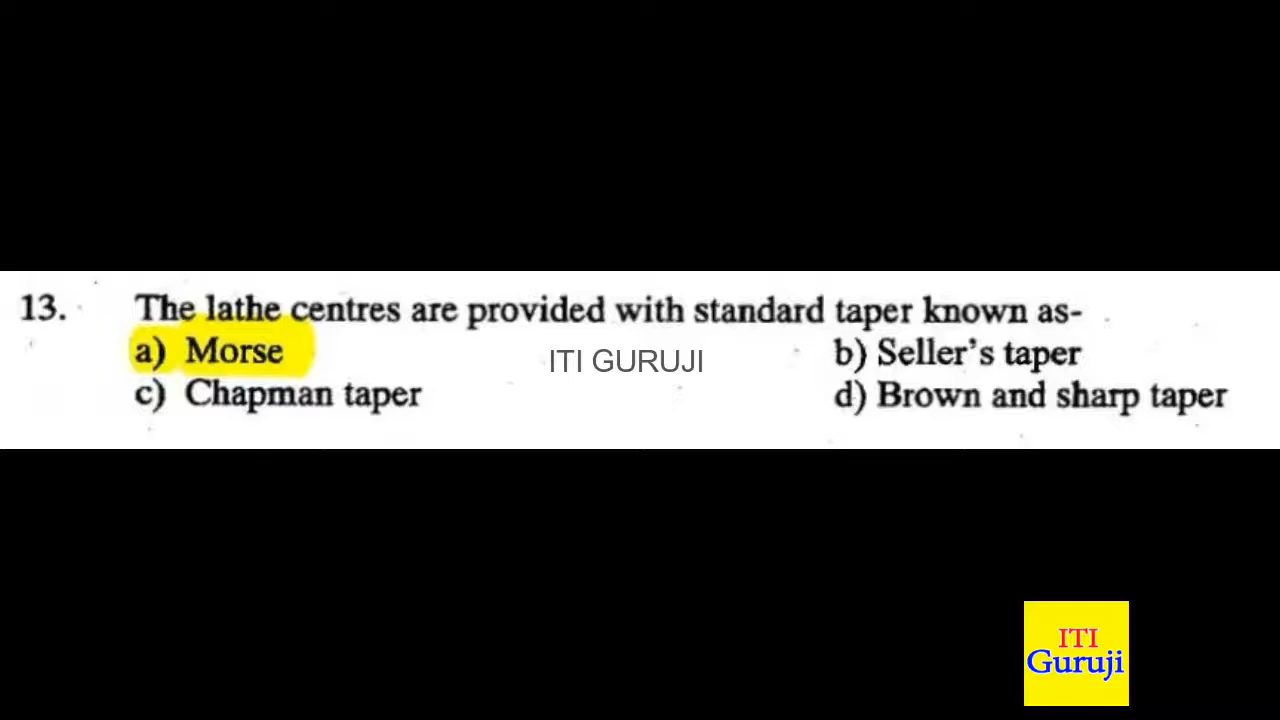 13. The lathe centres are provided with standard taper known as-
a) Morse b) Seller's taper
ITI GURUJI
c) Chapman taper d) Brown and sharp taper
ITI
Guruji